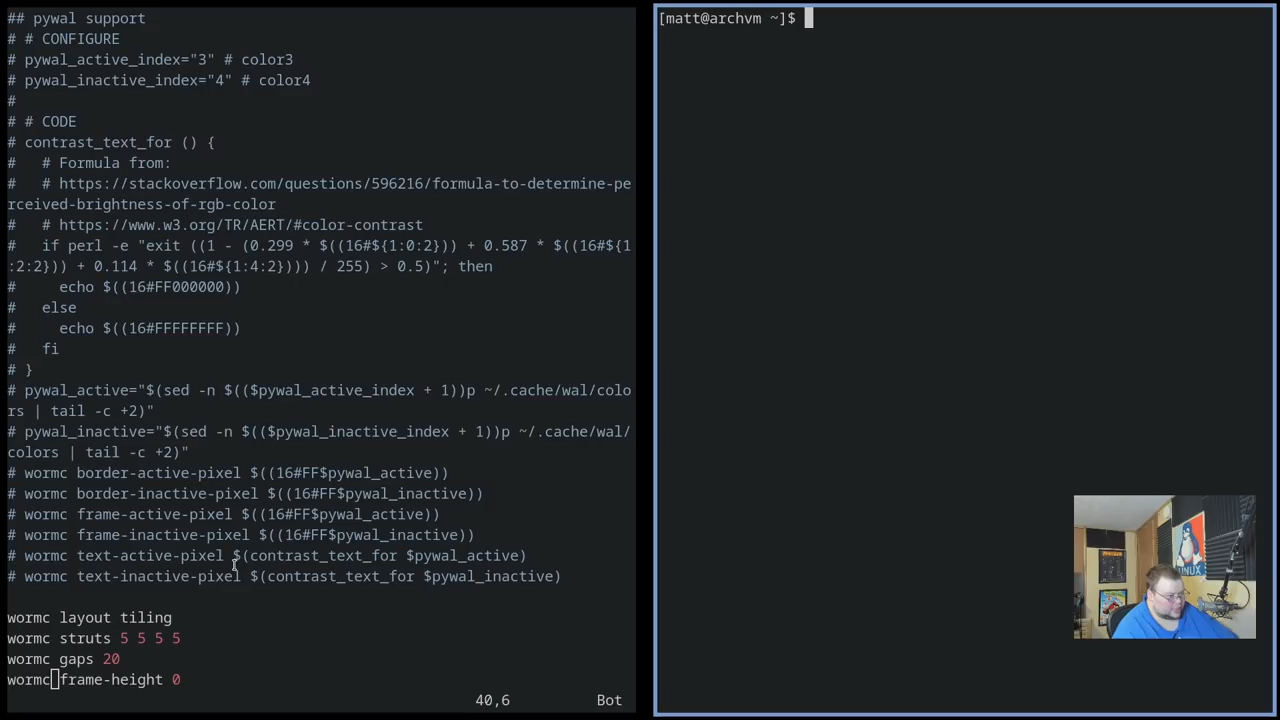 ## pywal support
# # CONFIGURE
# pywal_active_index="3" # color3
# pywal_inactive_index="4" # color4
#
# # CODE
# contrast_text_for () {
#   # Formula from:
#   # https://stackoverflow.com/questions/596216/formula-to-determine-pe
rceived-brightness-of-rgb-color
#   # https://www.w3.org/TR/AERT/#color-contrast
#   if perl -e "exit ((1 - (0.299 * $((16#${1:0:2})) + 0.587 * $((16#${1
:2:2})) + 0.114 * $((16#${1:4:2}))) / 255) > 0.5)"; then
#     echo $((16#FF000000))
#   else
#     echo $((16#FFFFFFFF))
#   fi
# }
# pywal_active="$(sed -n $(($pywal_active_index + 1))p ~/.cache/wal/colo
rs | tail -c +2)"
# pywal_inactive="$(sed -n $(($pywal_inactive_index + 1))p ~/.cache/wal/
colors | tail -c +2)"
# wormc border-active-pixel $((16#FF$pywal_active))
# wormc border-inactive-pixel $((16#FF$pywal_inactive))
# wormc frame-active-pixel $((16#FF$pywal_active))
# wormc frame-inactive-pixel $((16#FF$pywal_inactive))
# wormc text-active-pixel $(contrast_text_for $pywal_active)
# wormc text-inactive-pixel $(contrast_text_for $pywal_inactive)
wormc layout tiling
wormc struts 5 5 5 5
wormc gaps 20
wormc frame-height 0
40,6 Bot
[matt@archvm ~]$
LINUX